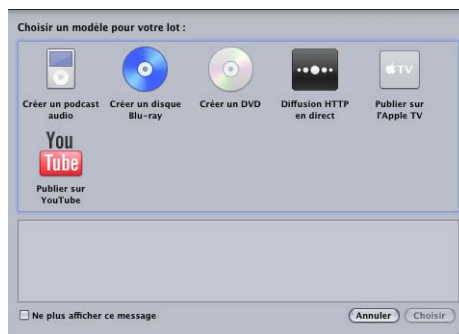 Choisir un modèle pour votre lot :
tv
Créer un podcast audio
Créer un disque Blu-ray
Créer un DVD
Diffusion HTTP en direct
Publier sur l'Apple TV
You
Tube
Publier sur YouTube
Ne plus afficher ce message
Annuler
Choisir